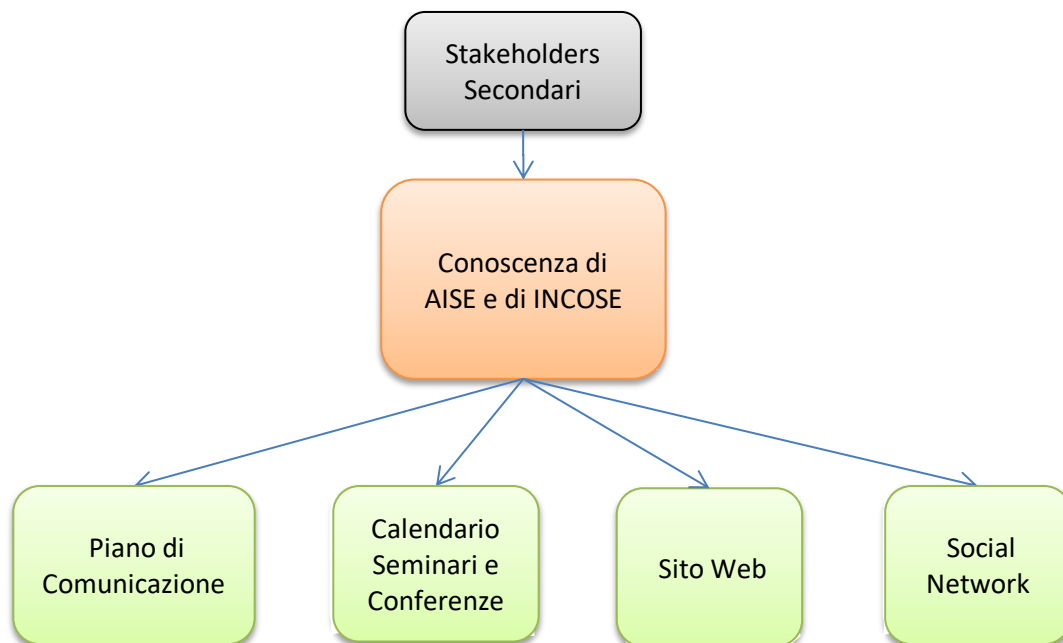 Stakeholders
Secondari
Conoscenza di
AISE e di INCOSE
Piano di
Comunicazione
Calendario
Seminari e
Conferenze
Sito Web
Social
Network